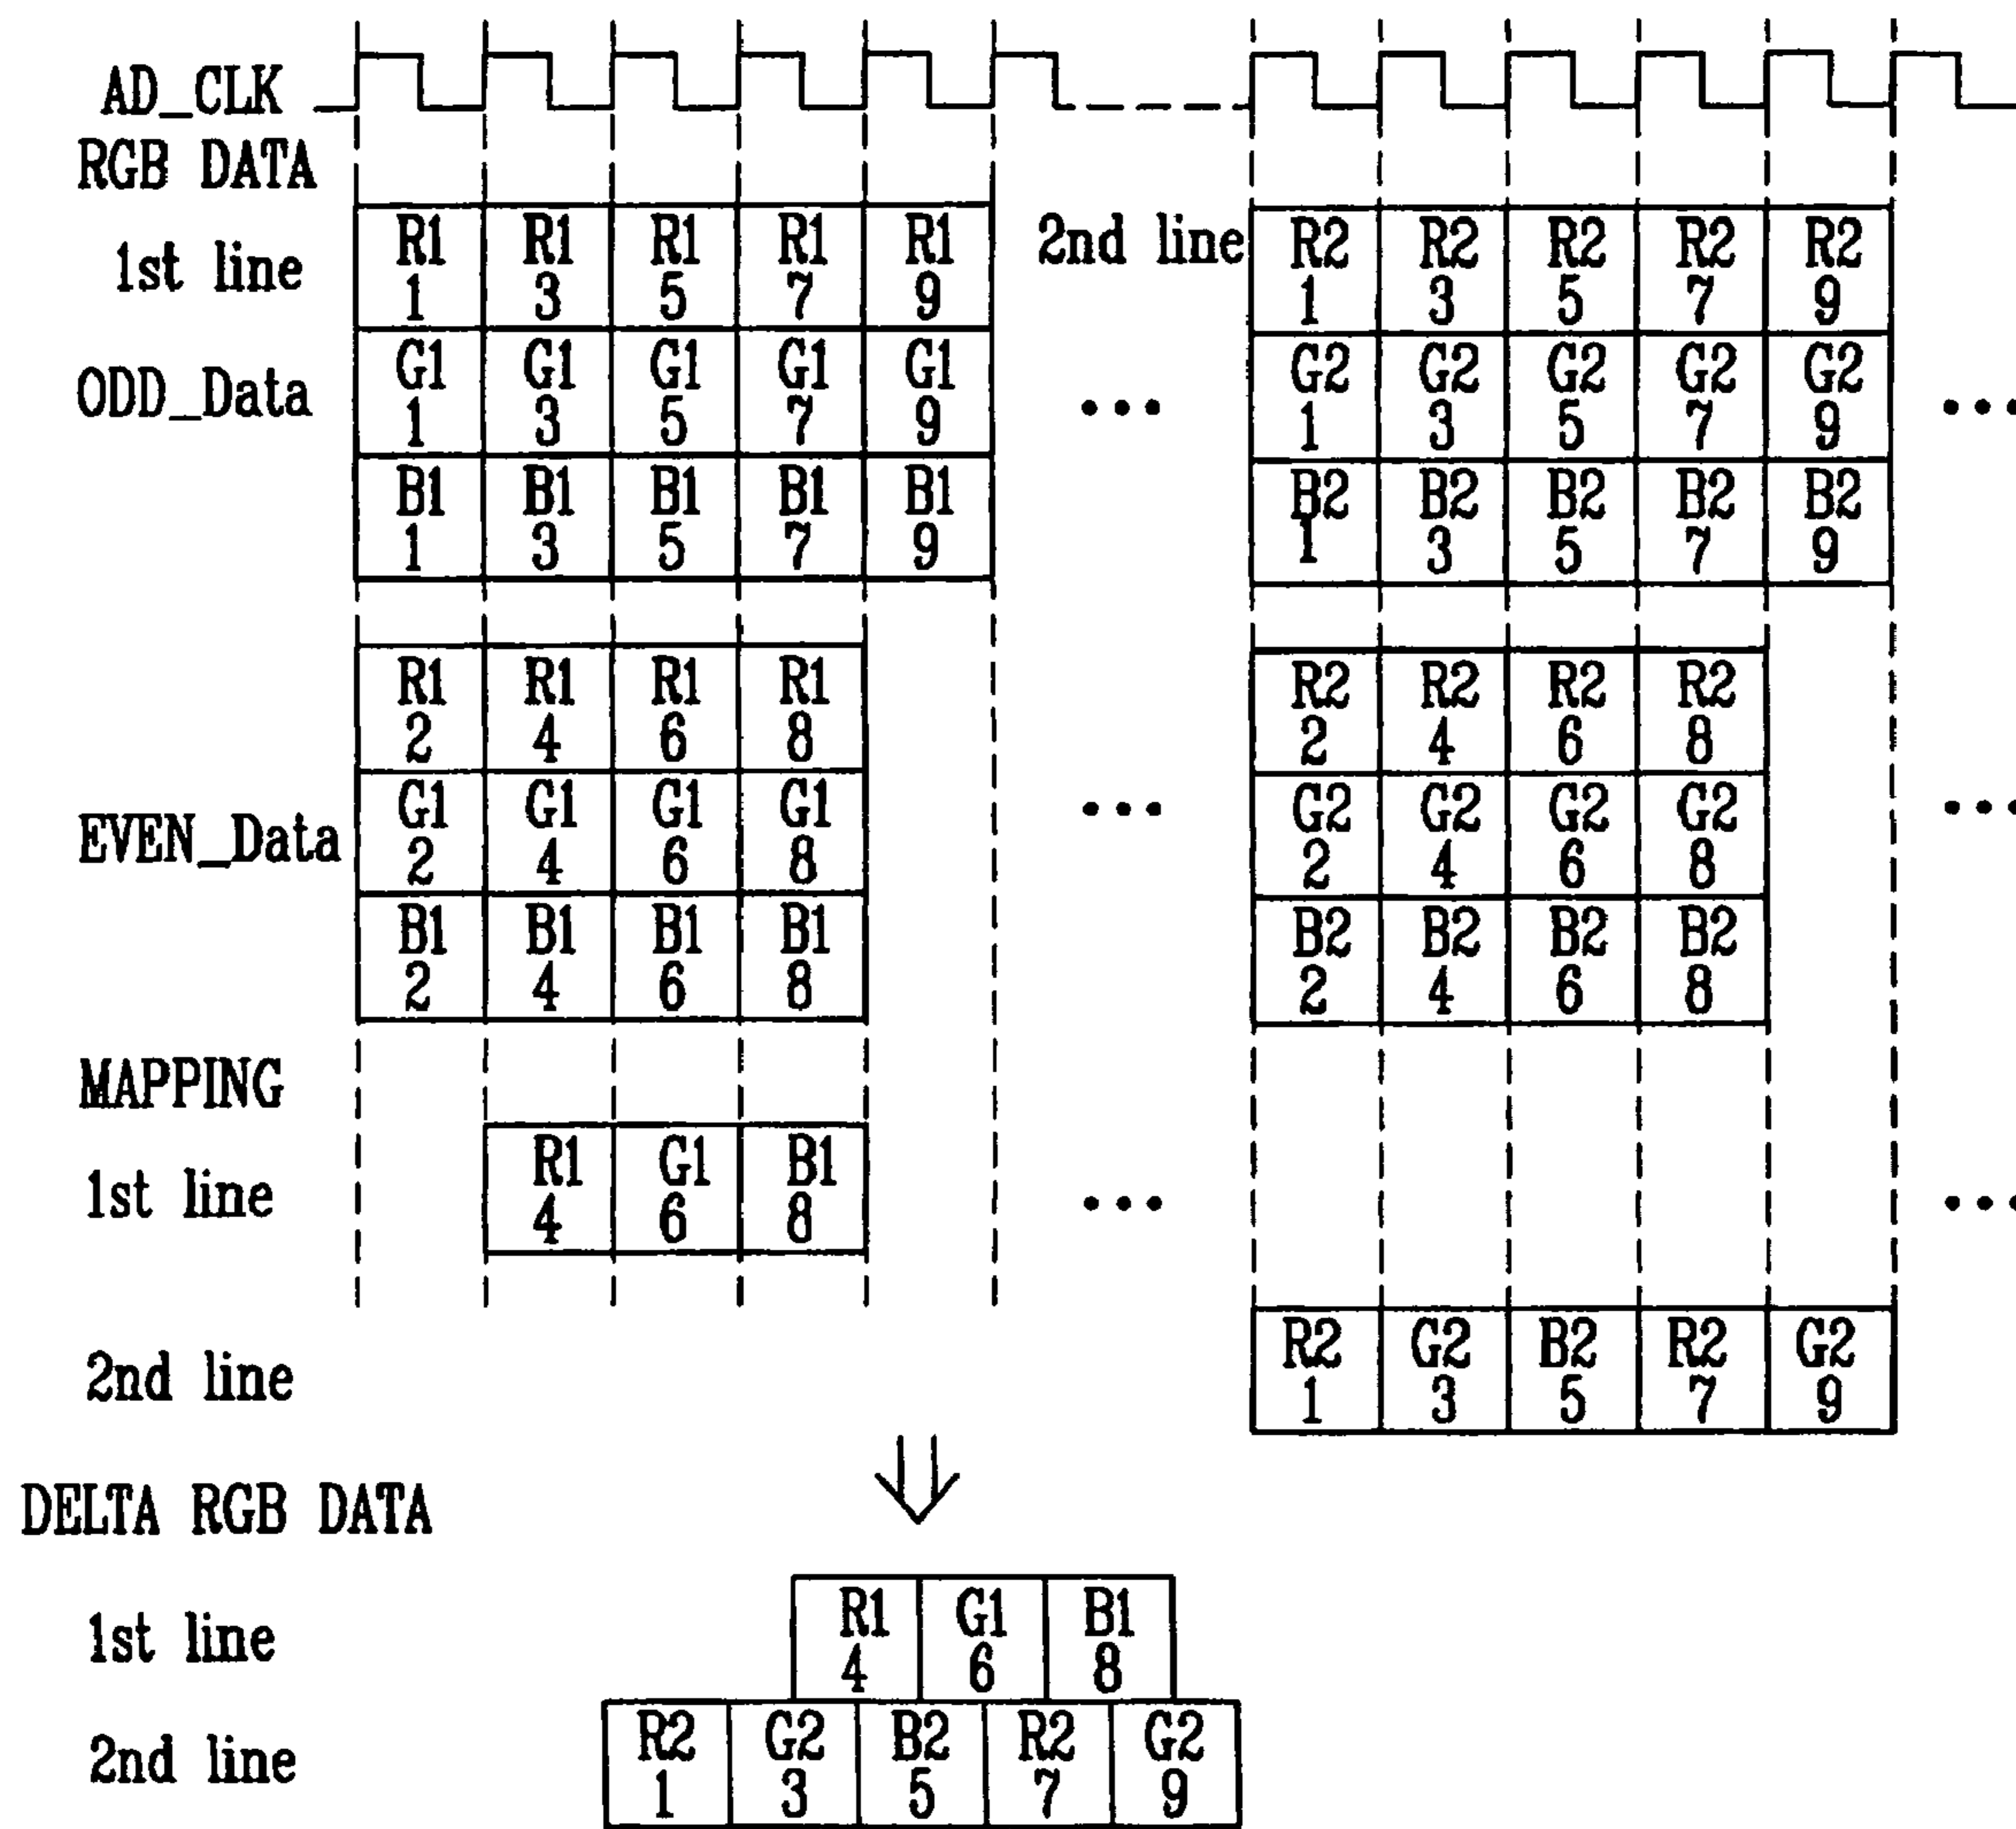 AD_CLK
RGB DATA
1st line
R1 R1 R1 R1 R1
1 3 5 7 9
2nd line
R2 R2 R2 R2 R2
1 3 5 7 9
ODD_Data
G1 G1 G1 G1 G1
1 3 5 7 9
...
G2 G2 G2 G2 G2
1 3 5 7 9
...
B1 B1 B1 B1 B1
1 3 5 7 9
B2 B2 B2 B2 B2
1 3 5 7 9
R1 R1 R1 R1
2 4 6 8
R2 R2 R2 R2
2 4 6 8
EVEN_Data
G1 G1 G1 G1
2 4 6 8
...
G2 G2 G2 G2
2 4 6 8
...
B1 B1 B1 B1
2 4 6 8
B2 B2 B2 B2
2 4 6 8
MAPPING
1st line
R1 G1 B1
4 6 8
...
...
2nd line
R2 G2 B2 R2 G2
1 3 5 7 9
DELTA RGB DATA
1st line
R1 G1 B1
4 6 8
2nd line
R2 G2 B2 R2 G2
1 3 5 7 9